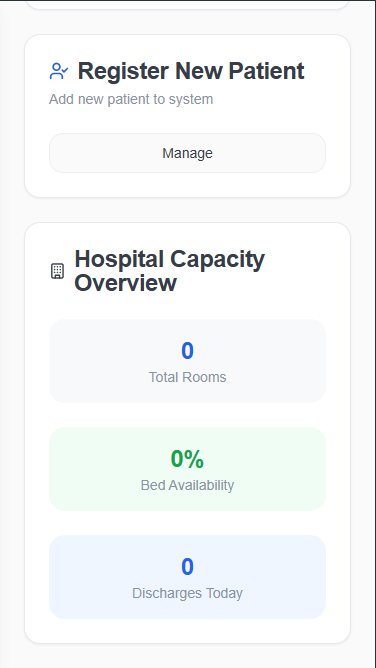 Register New Patient
Add new patient to system
Manage
Hospital Capacity
Overview
0
Total Rooms
0%
Bed Availability
0
Discharges Today